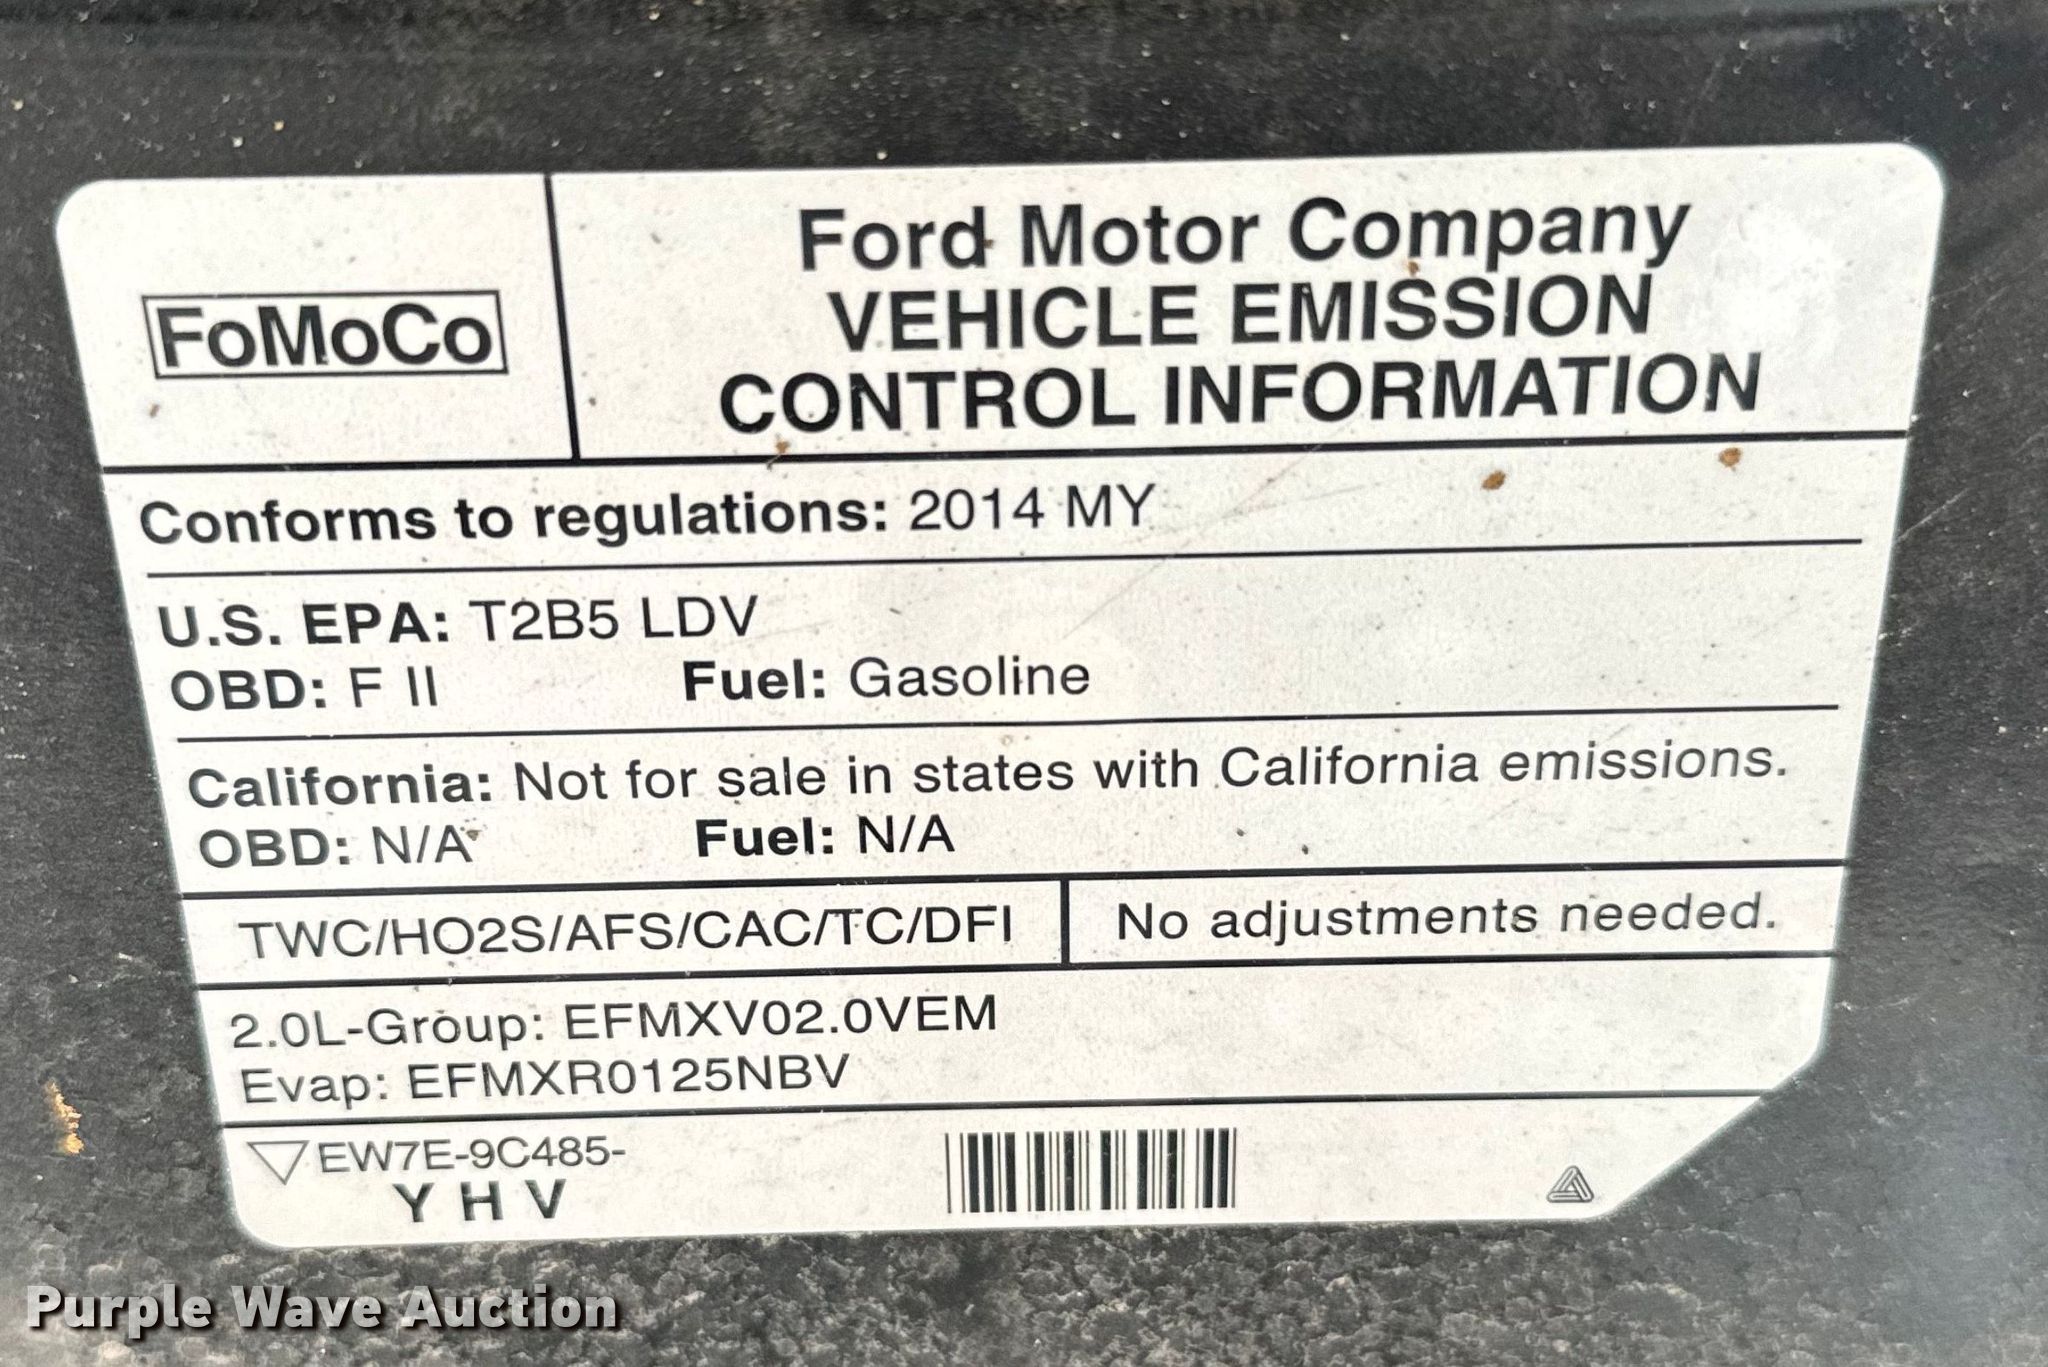 FoMoCo
Ford Motor Company
VEHICLE EMISSION
CONTROL INFORMATION
Conforms to regulations: 2014 MY
U.S. EPA: T2B5 LDV
OBD: F II Fuel: Gasoline
California: Not for sale in states with California emissions.
OBD: N/A Fuel: N/A
TWC/HO2S/AFS/CAC/TC/DFI No adjustments needed.
2.0L-Group: EFMXV02.0VEM
Evap: EFMXR0125NBV
EW7E-9C485-
Y H V
Purple Wave Auction